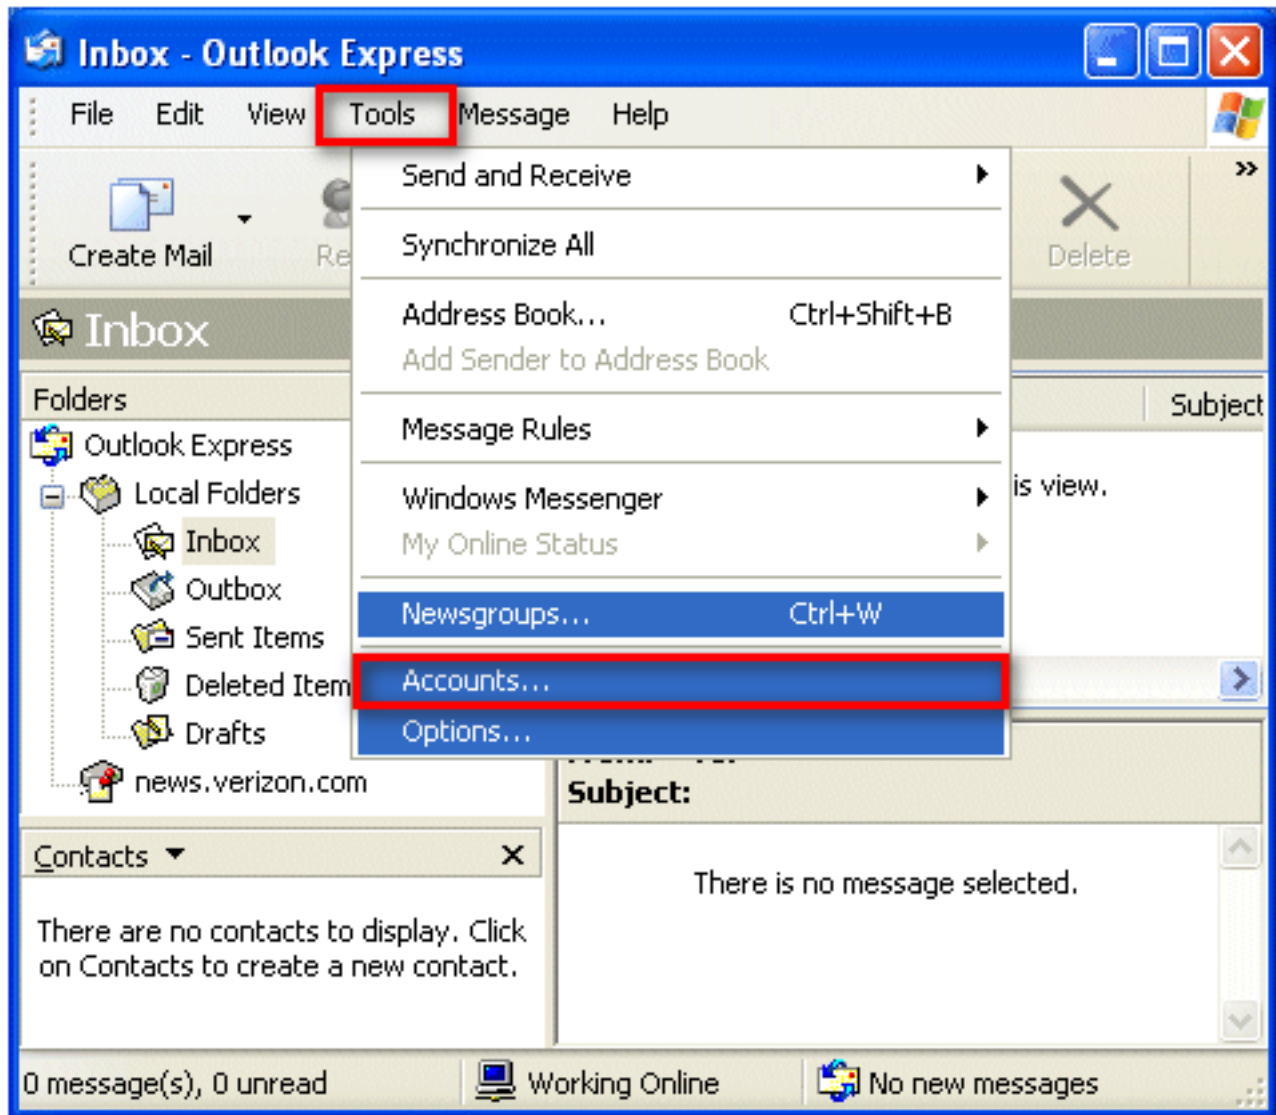 Inbox - Outlook Express
File Edit View Tools Message Help
Create Mail
Re
Delete
Inbox
Send and Receive
Synchronize All
Address Book... Ctrl+Shift+B
Add Sender to Address Book
Message Rules
Windows Messenger
My Online Status
Newsgroups... Ctrl+W
Accounts...
Options...
Folders
Outlook Express
Local Folders
Inbox
Outbox
Sent Items
Deleted Item
Drafts
news.verizon.com
Subject
is view.
Subject:
There is no message selected.
Contacts
There are no contacts to display. Click
on Contacts to create a new contact.
0 message(s), 0 unread Working Online No new messages